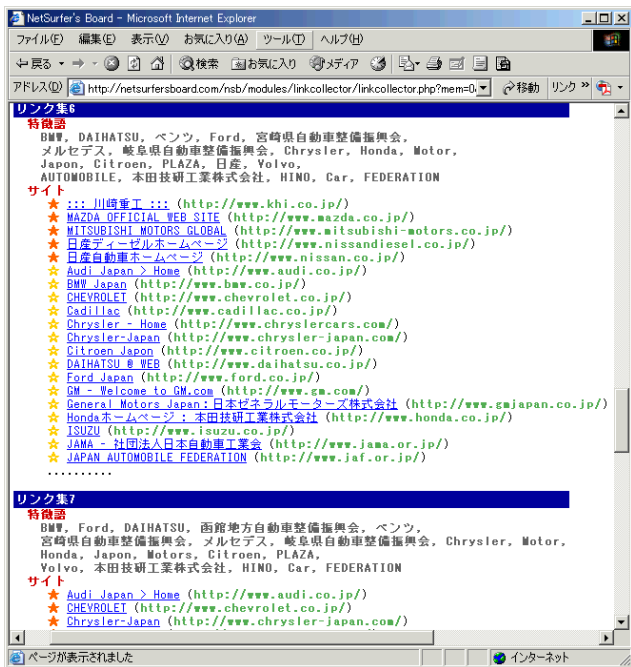 NetSurfer's Board - Microsoft Internet Explorer
ファイル(F) 編集(E) 表示(V) お気に入り(A) ツール(T) ヘルプ(H)
戻る 検索 お気に入り メディア
アドレス(D) http://netsurfersboard.com/nsb/modules/linkcollector/linkcollector.php?mem=0 移動 リンク »
リンク集6
特徴語
BMW, DAIHATSU, ベンツ, Ford, 宮崎県自動車整備振興会,
メルセデス, 岐阜県自動車整備振興会, Chrysler, Honda, Motor,
Japon, Citroen, PLAZA, 日産, Volvo,
AUTOMOBILE, 本田技研工業株式会社, HINO, Car, FEDERATION
サイト
★ ::: 川崎重工 ::: (http://www.khi.co.jp/)
★ MAZDA OFFICIAL WEB SITE (http://www.mazda.co.jp/)
★ MITSUBISHI MOTORS GLOBAL (http://www.mitsubishi-motors.co.jp/)
★ 日産ディーゼルホームページ (http://www.nissandiesel.co.jp/)
★ 日産自動車ホームページ (http://www.nissan.co.jp/)
☆ Audi Japan > Home (http://www.audi.co.jp/)
☆ BMW Japan (http://www.bmw.co.jp/)
☆ CHEVROLET (http://www.chevrolet.co.jp/)
☆ Cadillac (http://www.cadillac.co.jp/)
☆ Chrysler - Home (http://www.chryslercars.com/)
☆ Chrysler-Japan (http://www.chrysler-japan.com/)
☆ Citroen Japon (http://www.citroen.co.jp/)
☆ DAIHATSU @ WEB (http://www.daihatsu.co.jp/)
☆ Ford Japan (http://www.ford.co.jp/)
☆ GM - Welcome to GM.com (http://www.gm.com/)
☆ General Motors Japan：日本ゼネラルモーターズ株式会社 (http://www.gmjapan.co.jp/)
☆ Hondaホームページ : 本田技研工業株式会社 (http://www.honda.co.jp/)
☆ ISUZU (http://www.isuzu.co.jp/)
☆ JAMA - 社団法人日本自動車工業会 (http://www.jama.or.jp/)
☆ JAPAN AUTOMOBILE FEDERATION (http://www.jaf.or.jp/)
..........
リンク集7
特徴語
BMW, Ford, DAIHATSU, 函館地方自動車整備振興会, ベンツ,
宮崎県自動車整備振興会, メルセデス, 岐阜県自動車整備振興会, Chrysler, Motor,
Honda, Japon, Motors, Citroen, PLAZA,
Volvo, 本田技研工業株式会社, HINO, Car, FEDERATION
サイト
★ Audi Japan > Home (http://www.audi.co.jp/)
★ CHEVROLET (http://www.chevrolet.co.jp/)
★ Chrysler-Japan (http://www.chrysler-japan.com/)
ページが表示されました インターネット